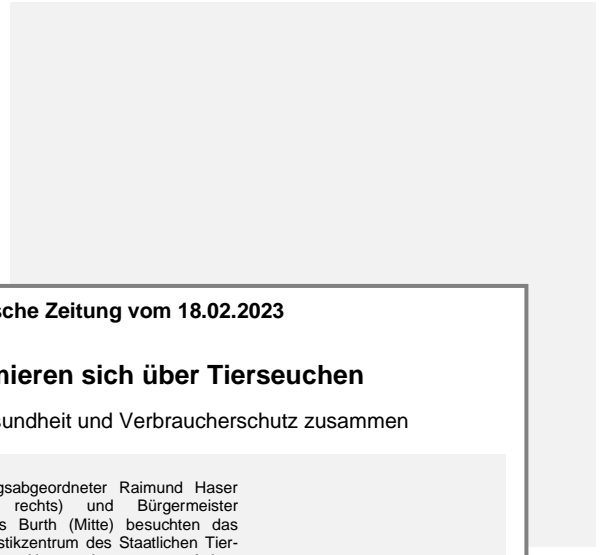 sche Zeitung vom 18.02.2023
mieren sich über Tierseuchen
sundheit und Verbraucherschutz zusammen
gsabgeordneter Raimund Haser
rechts) und Bürgermeister
s Burth (Mitte) besuchten das
stikzentrum des Staatlichen Tier-